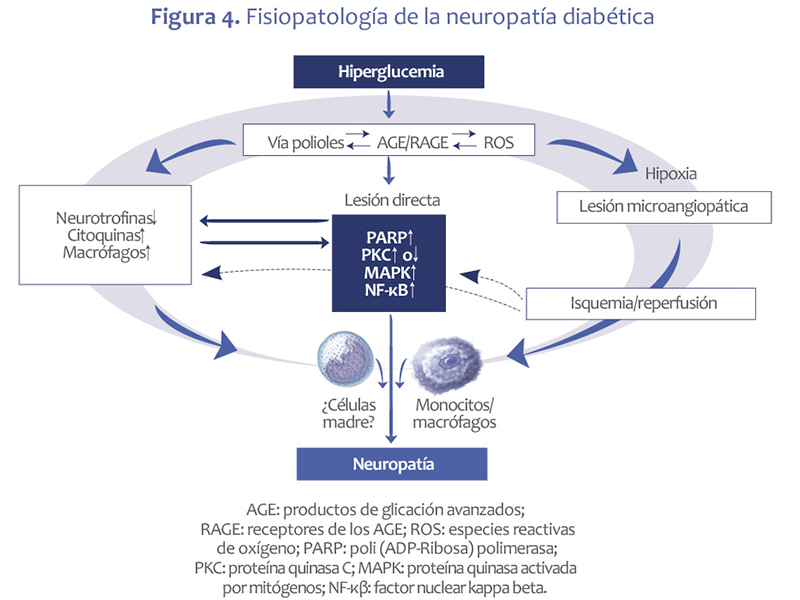 Figura 4. Fisiopatología de la neuropatía diabética
Hiperglucemia
Vía polioles AGE/RAGE ROS
Hipoxia
Lesión directa
Lesión microangiopática
Neurotrofinas↓
Citoquinas↑
Macrófagos↑
PARP↑
PKC↑ o↓
MAPK↑
NF-κB↑
Isquemia/reperfusión
¿Células
madre?
Monocitos/
macrófagos
Neuropatía
AGE: productos de glicación avanzados;
RAGE: receptores de los AGE; ROS: especies reactivas
de oxígeno; PARP: poli (ADP-Ribosa) polimerasa;
PKC: proteína quinasa C; MAPK: proteína quinasa activada
por mitógenos; NF-κβ: factor nuclear kappa beta.